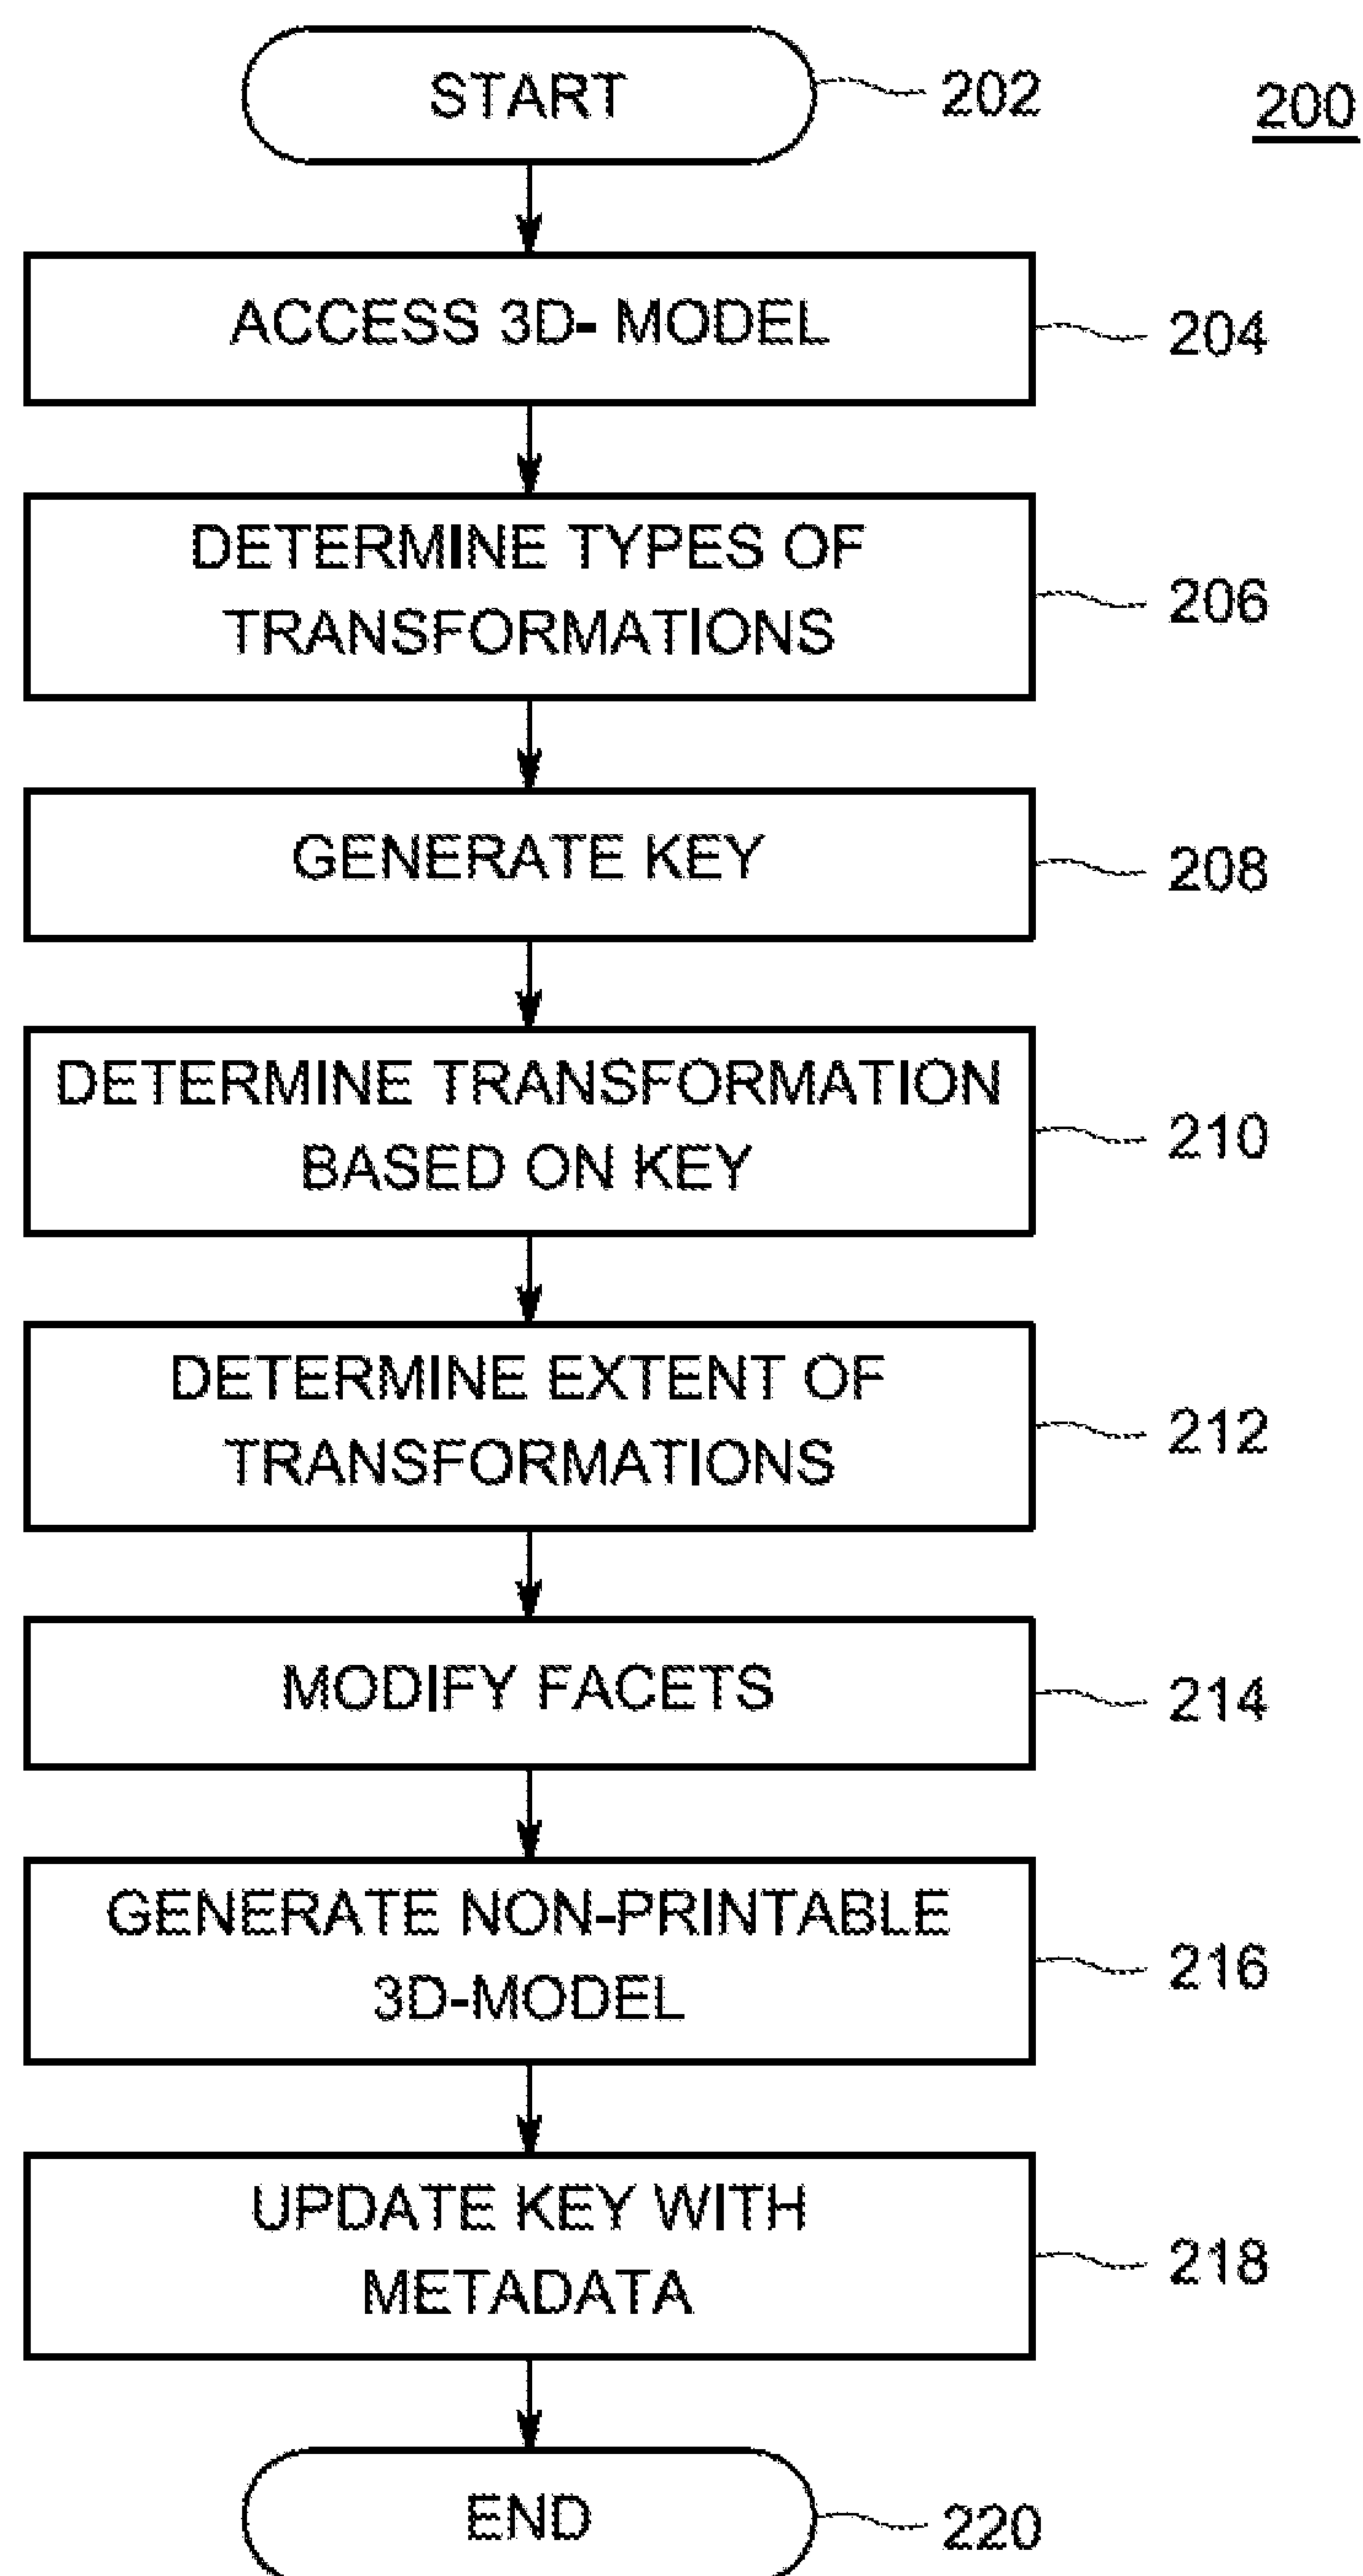 START
202
200
ACCESS 3D- MODEL
204
DETERMINE TYPES OF
TRANSFORMATIONS
206
GENERATE KEY
208
DETERMINE TRANSFORMATION
BASED ON KEY
210
DETERMINE EXTENT OF
TRANSFORMATIONS
212
MODIFY FACETS
214
GENERATE NON-PRINTABLE
3D-MODEL
216
UPDATE KEY WITH
METADATA
218
END
220